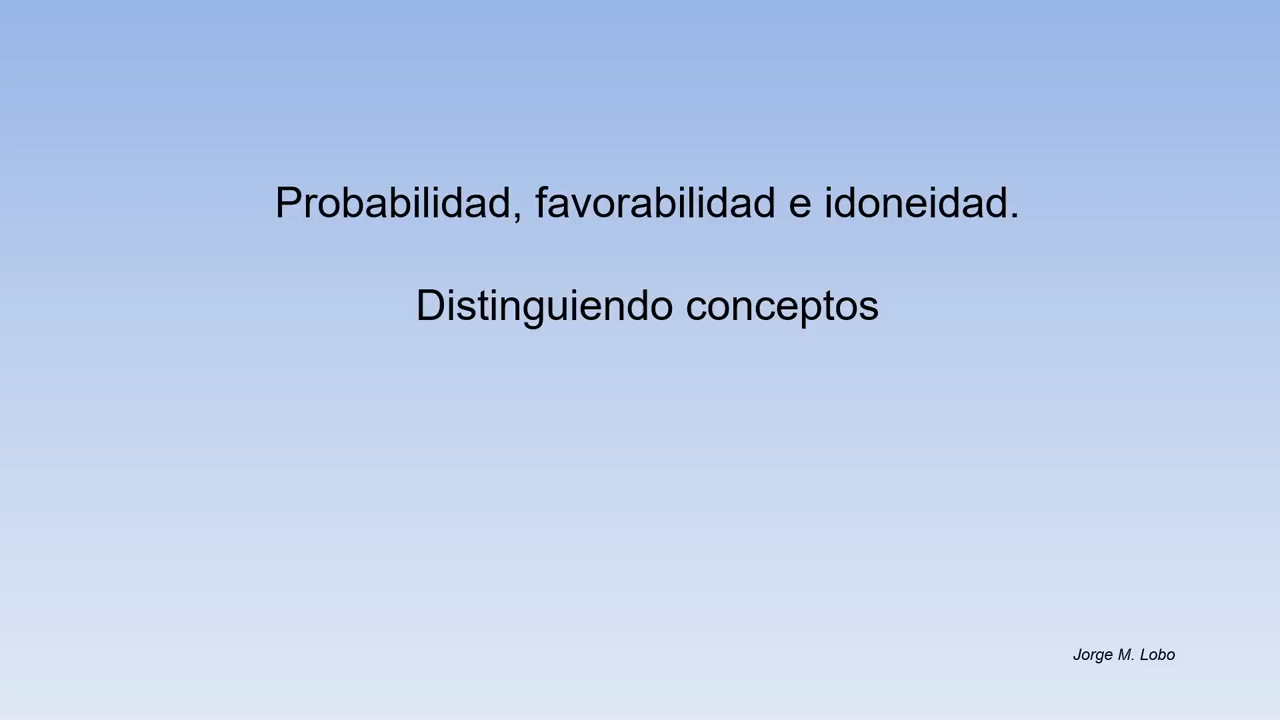 Probabilidad, favorabilidad e idoneidad.
Distinguiendo conceptos
Jorge M. Lobo